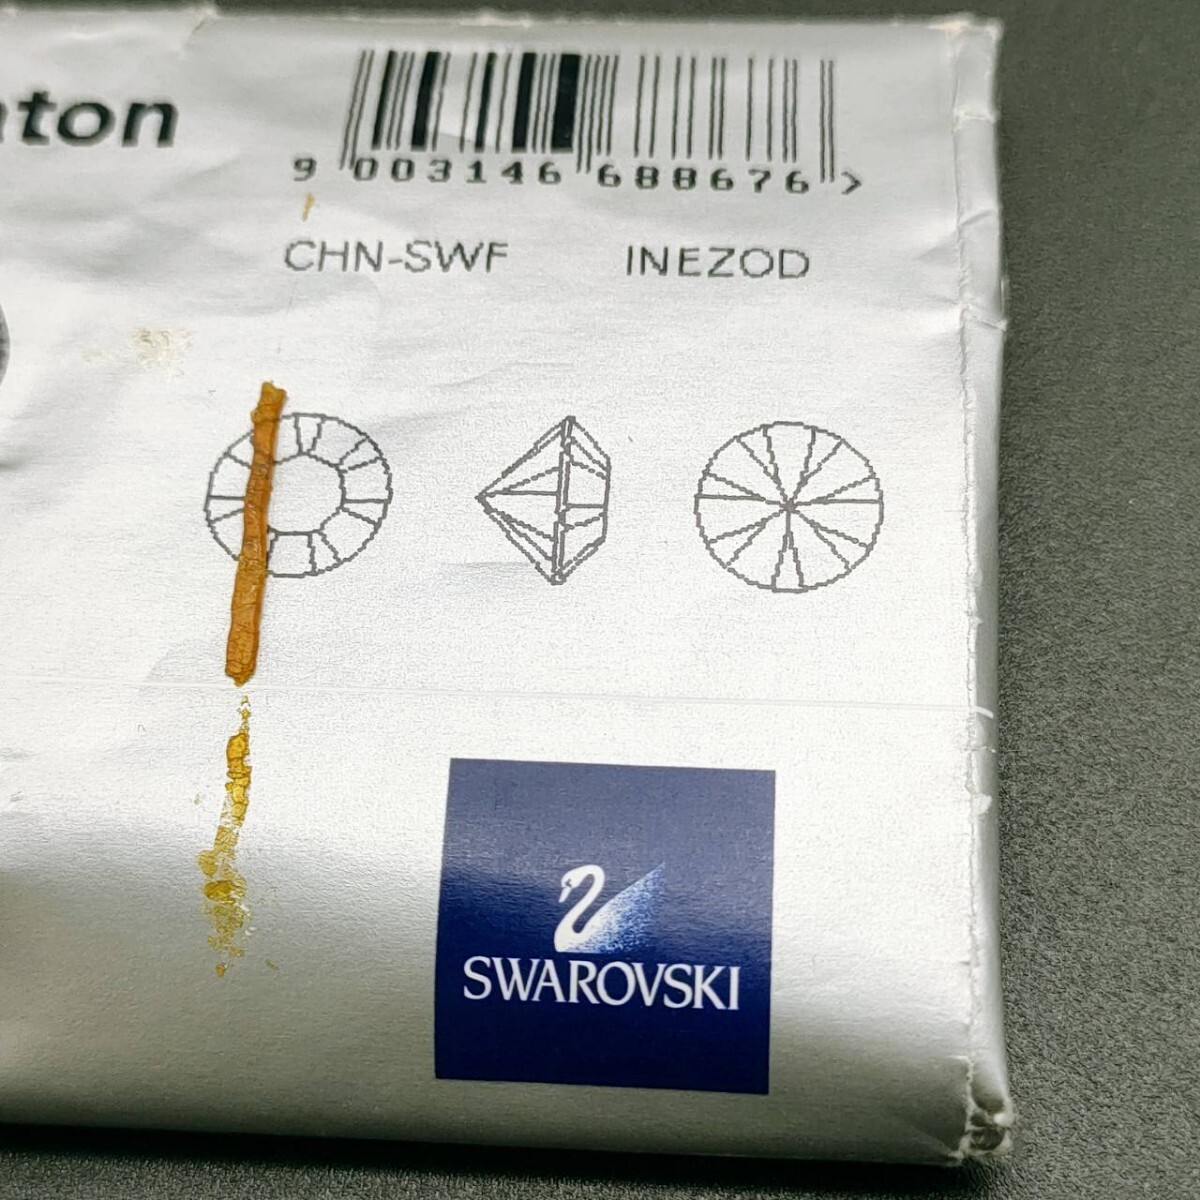 aton
9 003146 688676 >
CHN-SWF INEZOD
SWAROVSKI